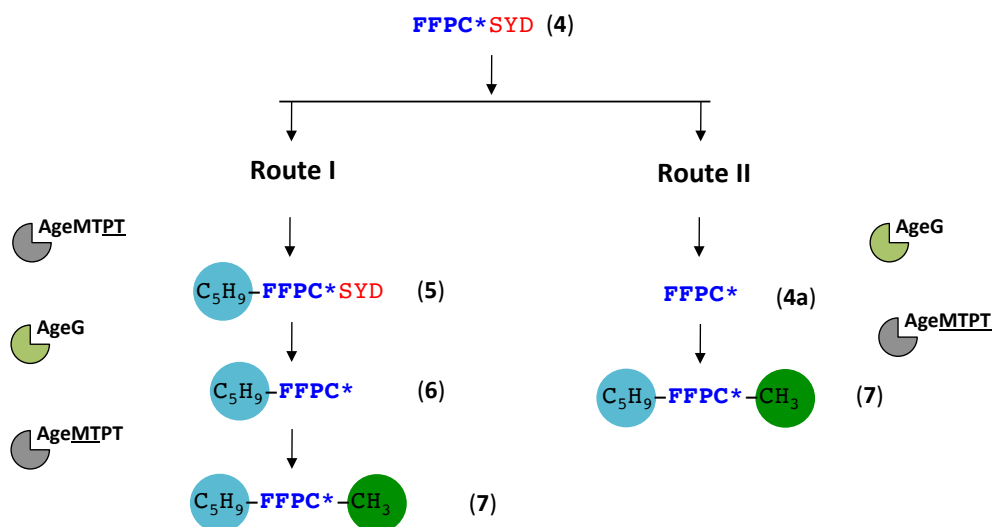 FFPC*SYD (4)
Route I
Route II
AgeMTPT
AgeG
C5H9-FFPC*SYD (5)
FFPC* (4a)
AgeG
AgeMTPT
C5H9-FFPC* (6)
C5H9-FFPC*-CH3 (7)
AgeMTPT
C5H9-FFPC*-CH3 (7)